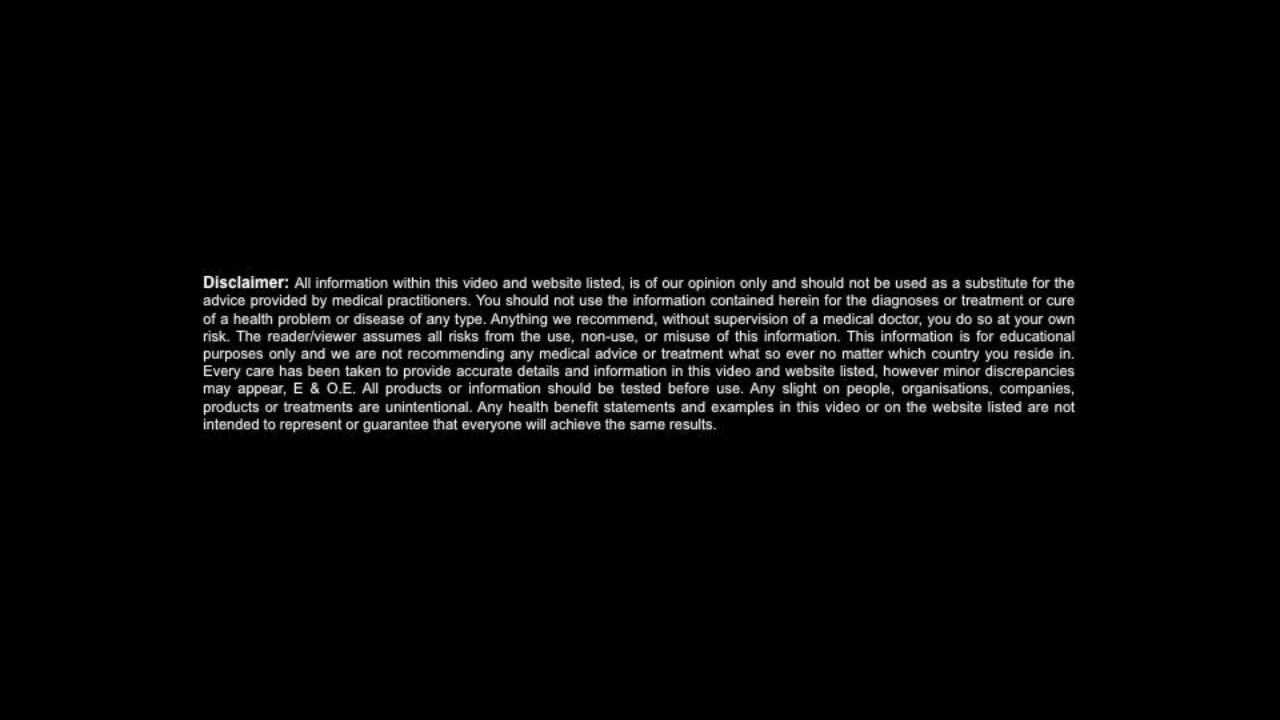 Disclaimer: All information within this video and website listed, is of our opinion only and should not be used as a substitute for the
advice provided by medical practitioners. You should not use the information contained herein for the diagnoses or treatment or cure
of a health problem or disease of any type. Anything we recommend, without supervision of a medical doctor, you do so at your own
risk. The reader/viewer assumes all risks from the use, non-use, or misuse of this information. This information is for educational
purposes only and we are not recommending any medical advice or treatment what so ever no matter which country you reside in.
Every care has been taken to provide accurate details and information in this video and website listed, however minor discrepancies
may appear, E & O.E. All products or information should be tested before use. Any slight on people, organisations, companies,
products or treatments are unintentional. Any health benefit statements and examples in this video or on the website listed are not
intended to represent or guarantee that everyone will achieve the same results.